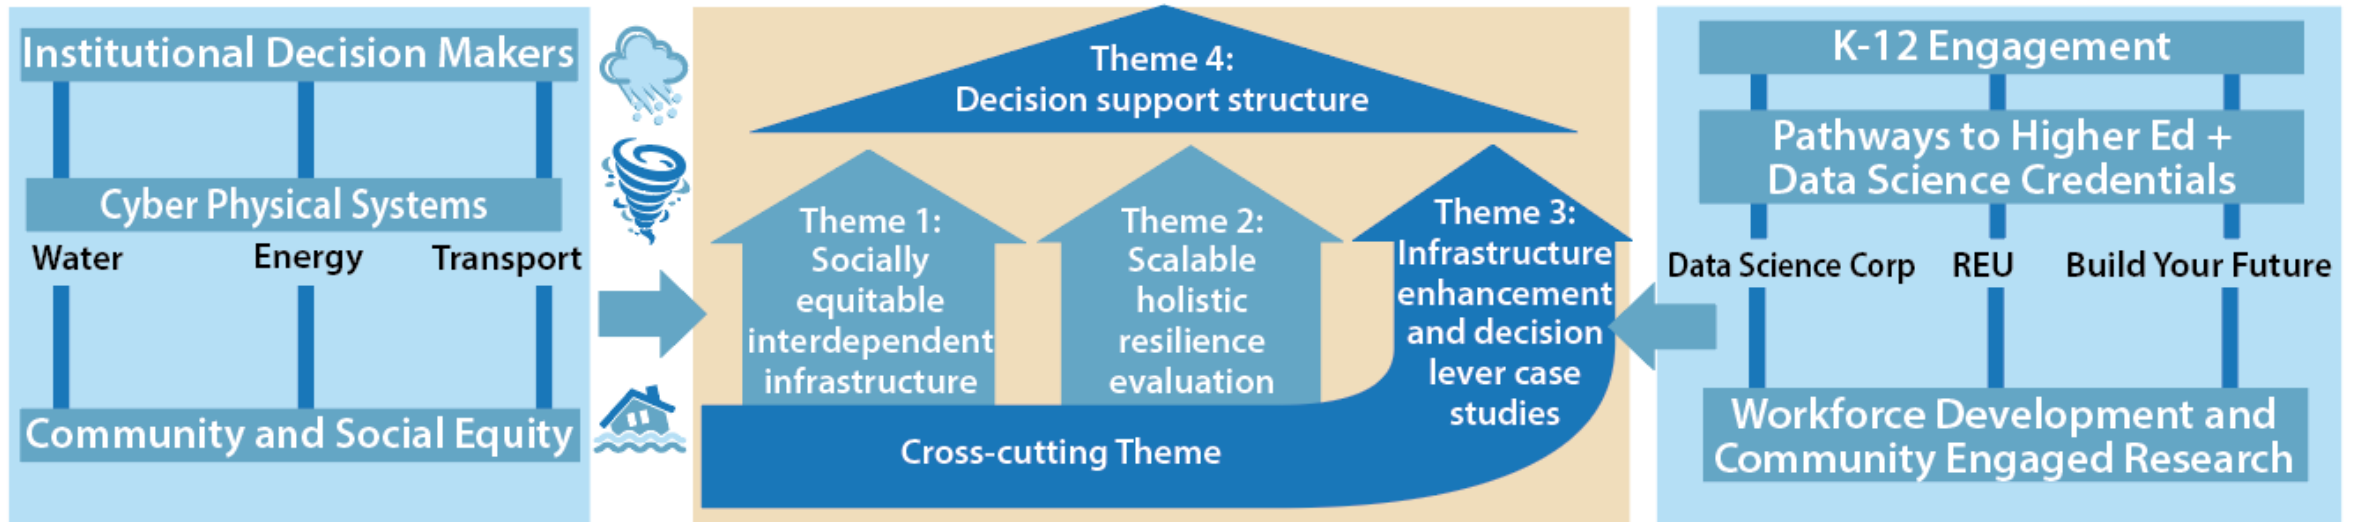 Institutional Decision Makers
Cyber Physical Systems
Water
Energy
Transport
Community and Social Equity
Theme 4:
Decision support structure
Theme 1:
Socially
equitable
interdependent
infrastructure
Theme 2:
Scalable
holistic
resilience
evaluation
Theme 3:
Infrastructure
enhancement
and decision
lever case
studies
Cross-cutting Theme
K-12 Engagement
Pathways to Higher Ed +
Data Science Credentials
Data Science Corp
REU
Build Your Future
Workforce Development and
Community Engaged Research